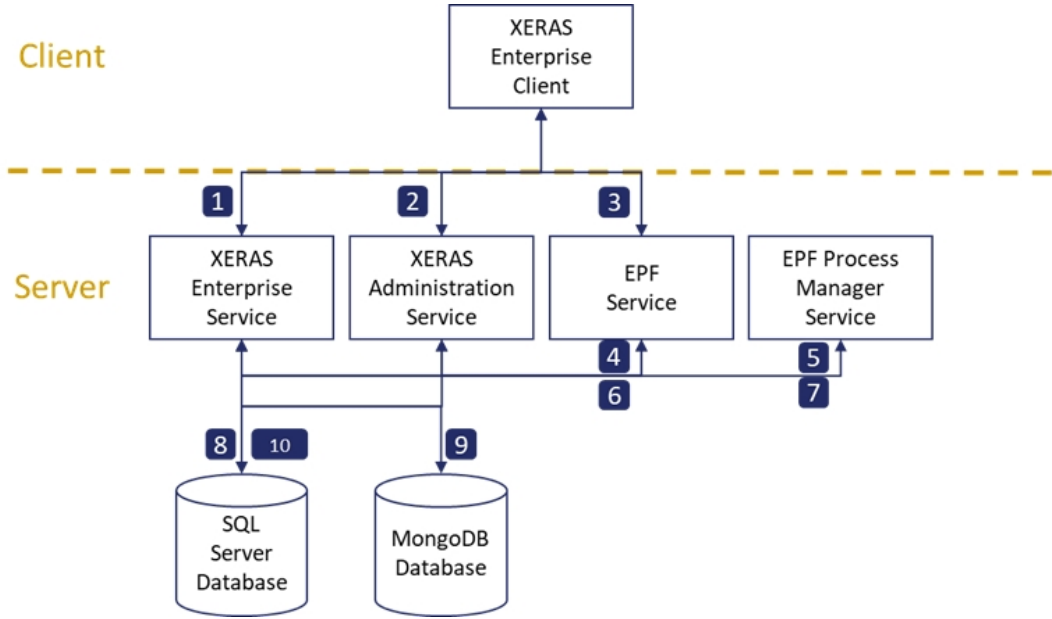 Client
XERAS
Enterprise
Client
1
2
3
Server
XERAS
Enterprise
Service
XERAS
Administration
Service
EPF
Service
EPF Process
Manager
Service
4
5
6
7
8
10
9
SQL
Server
Database
MongoDB
Database